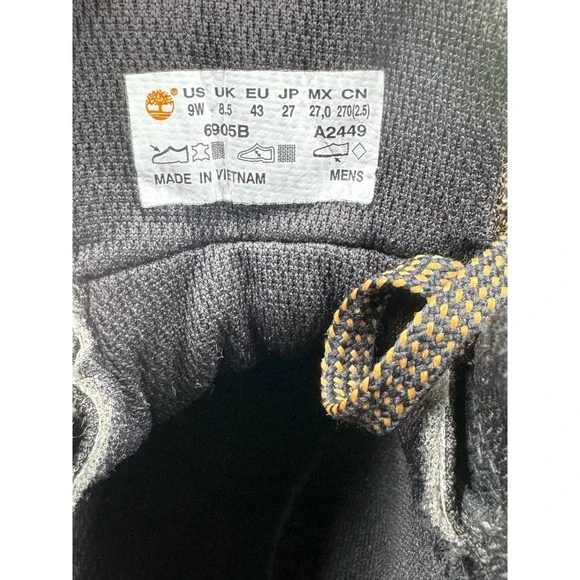 ® US UK EU JP MX CN
9W 8.5 43 27 27,0 270(2.5)
6905B A2449
MADE IN VIETNAM MENS